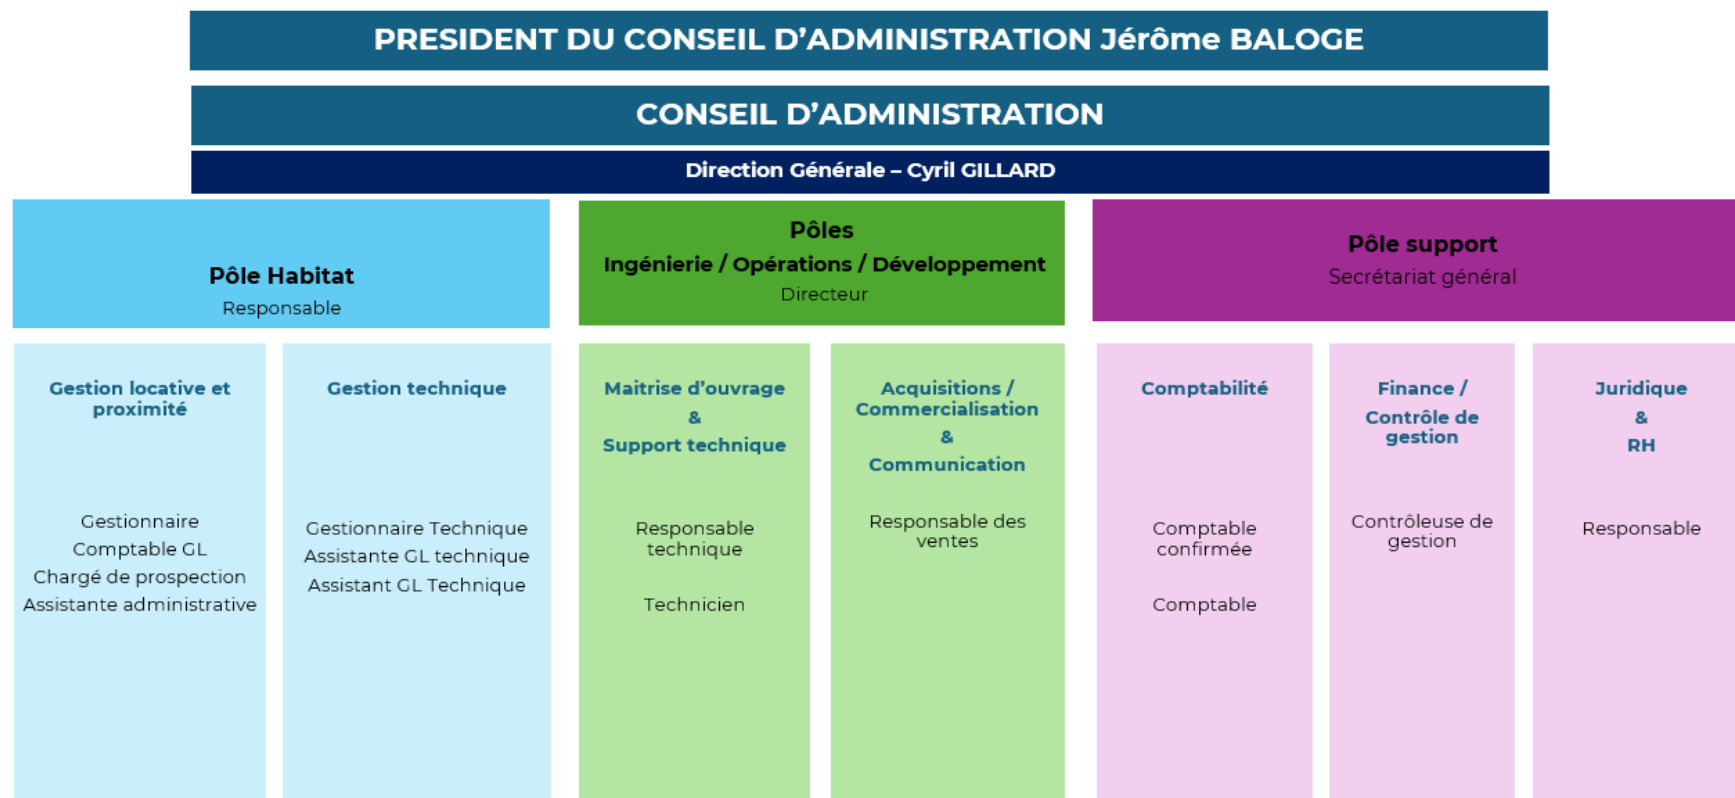 PRESIDENT DU CONSEIL D’ADMINISTRATION Jérôme BALOGE
CONSEIL D’ADMINISTRATION
Direction Générale – Cyril GILLARD
Pôle Habitat
Responsable
Pôles
Ingénierie / Opérations / Développement
Directeur
Pôle support
Secrétariat général
Gestion locative et
proximité
Gestionnaire
Comptable GL
Chargé de prospection
Assistante administrative
Gestion technique
Gestionnaire Technique
Assistante GL technique
Assistant GL Technique
Maitrise d’ouvrage
&
Support technique
Responsable
technique
Technicien
Acquisitions /
Commercialisation
&
Communication
Responsable des
ventes
Comptabilité
Comptable
confirmée
Comptable
Finance /
Contrôle de
gestion
Contrôleuse de
gestion
Juridique
&
RH
Responsable